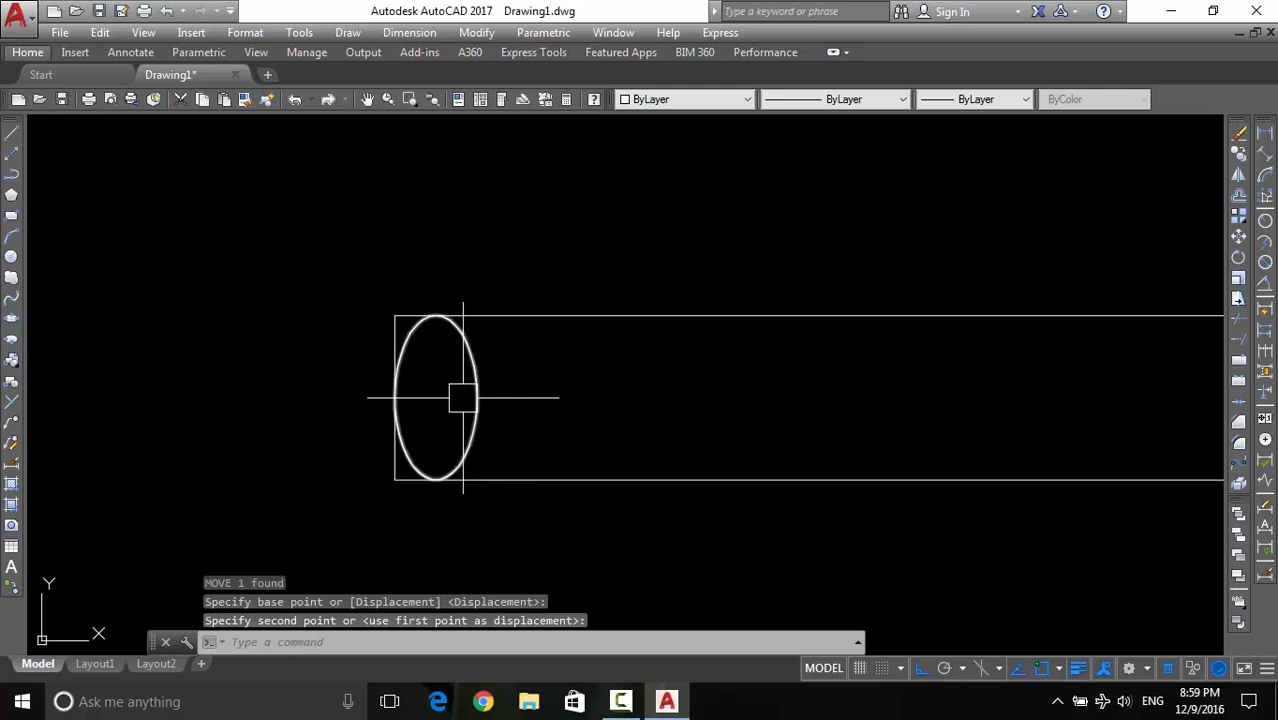 Autodesk AutoCAD 2017 Drawing1.dwg
Type a keyword or phrase
Sign In
File Edit View Insert Format Tools Draw Dimension Modify Parametric Window Help Express
Home Insert Annotate Parametric View Manage Output Add-ins A360 Express Tools Featured Apps BIM 360 Performance
Start Drawing1*
ByLayer ByLayer ByLayer ByColor
Y
X
MOVE 1 found
Specify base point or [Displacement] <Displacement>:
Specify second point or <use first point as displacement>:
Type a command
Model Layout1 Layout2 +
MODEL
Ask me anything
ENG
8:59 PM
12/9/2016